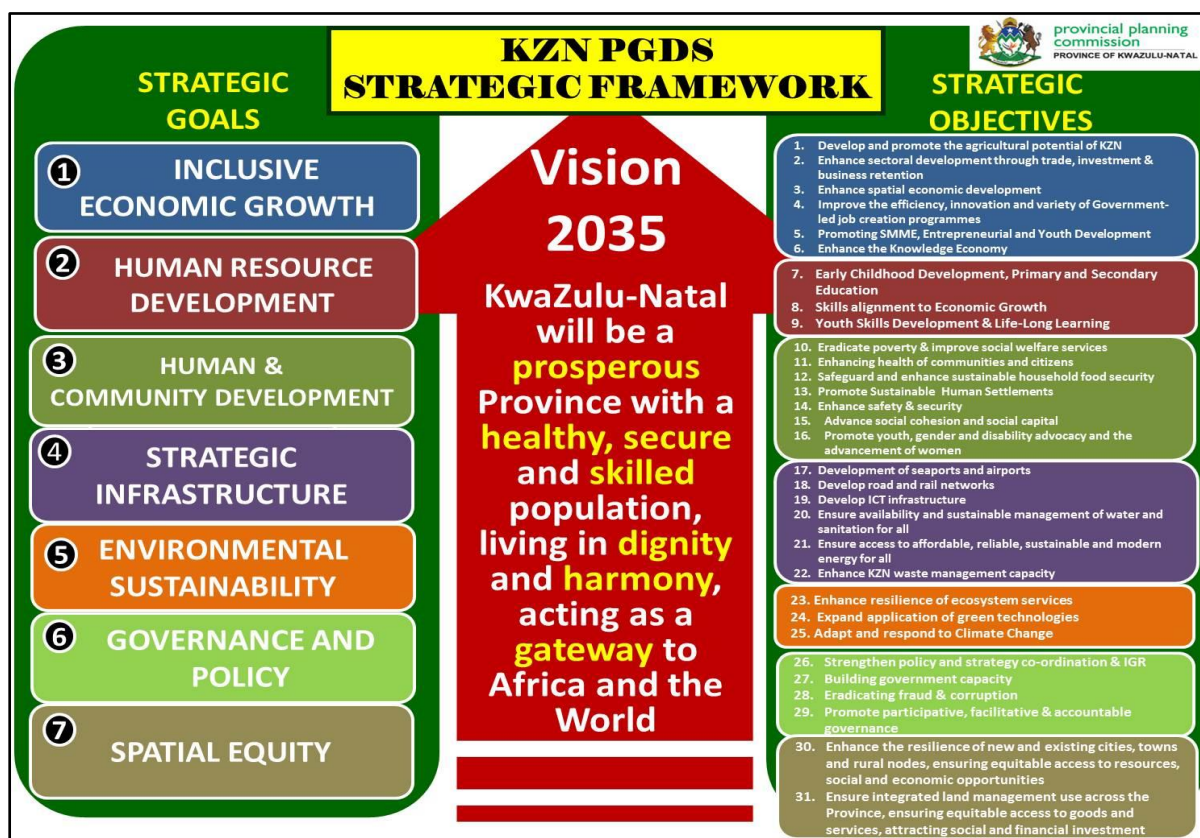 KZN PGDS
STRATEGIC FRAMEWORK
provincial planning
commission
PROVINCE OF KWAZULU-NATAL
STRATEGIC
GOALS
1 INCLUSIVE
ECONOMIC GROWTH
2 HUMAN RESOURCE
DEVELOPMENT
3 HUMAN &
COMMUNITY DEVELOPMENT
4 STRATEGIC
INFRASTRUCTURE
5 ENVIRONMENTAL
SUSTAINABILITY
6 GOVERNANCE AND
POLICY
7 SPATIAL EQUITY
Vision
2035
KwaZulu-Natal
will be a
prosperous
Province with a
healthy, secure
and skilled
population,
living in dignity
and harmony,
acting as a
gateway to
Africa and the
World
STRATEGIC
OBJECTIVES
1. Develop and promote the agricultural potential of KZN
2. Enhance sectoral development through trade, investment &
business retention
3. Enhance spatial economic development
4. Improve the efficiency, innovation and variety of Government-
led job creation programmes
5. Promoting SMME, Entrepreneurial and Youth Development
6. Enhance the Knowledge Economy
7. Early Childhood Development, Primary and Secondary
Education
8. Skills alignment to Economic Growth
9. Youth Skills Development & Life-Long Learning
10. Eradicate poverty & improve social welfare services
11. Enhancing health of communities and citizens
12. Safeguard and enhance sustainable household food security
13. Promote Sustainable Human Settlements
14. Enhance safety & security
15. Advance social cohesion and social capital
16. Promote youth, gender and disability advocacy and the
advancement of women
17. Development of seaports and airports
18. Develop road and rail networks
19. Develop ICT infrastructure
20. Ensure availability and sustainable management of water and
sanitation for all
21. Ensure access to affordable, reliable, sustainable and modern
energy for all
22. Enhance KZN waste management capacity
23. Enhance resilience of ecosystem services
24. Expand application of green technologies
25. Adapt and respond to Climate Change
26. Strengthen policy and strategy co-ordination & IGR
27. Building government capacity
28. Eradicating fraud & corruption
29. Promote participative, facilitative & accountable
governance
30. Enhance the resilience of new and existing cities, towns
and rural nodes, ensuring equitable access to resources,
social and economic opportunities
31. Ensure integrated land management use across the
Province, ensuring equitable access to goods and
services, attracting social and financial investment